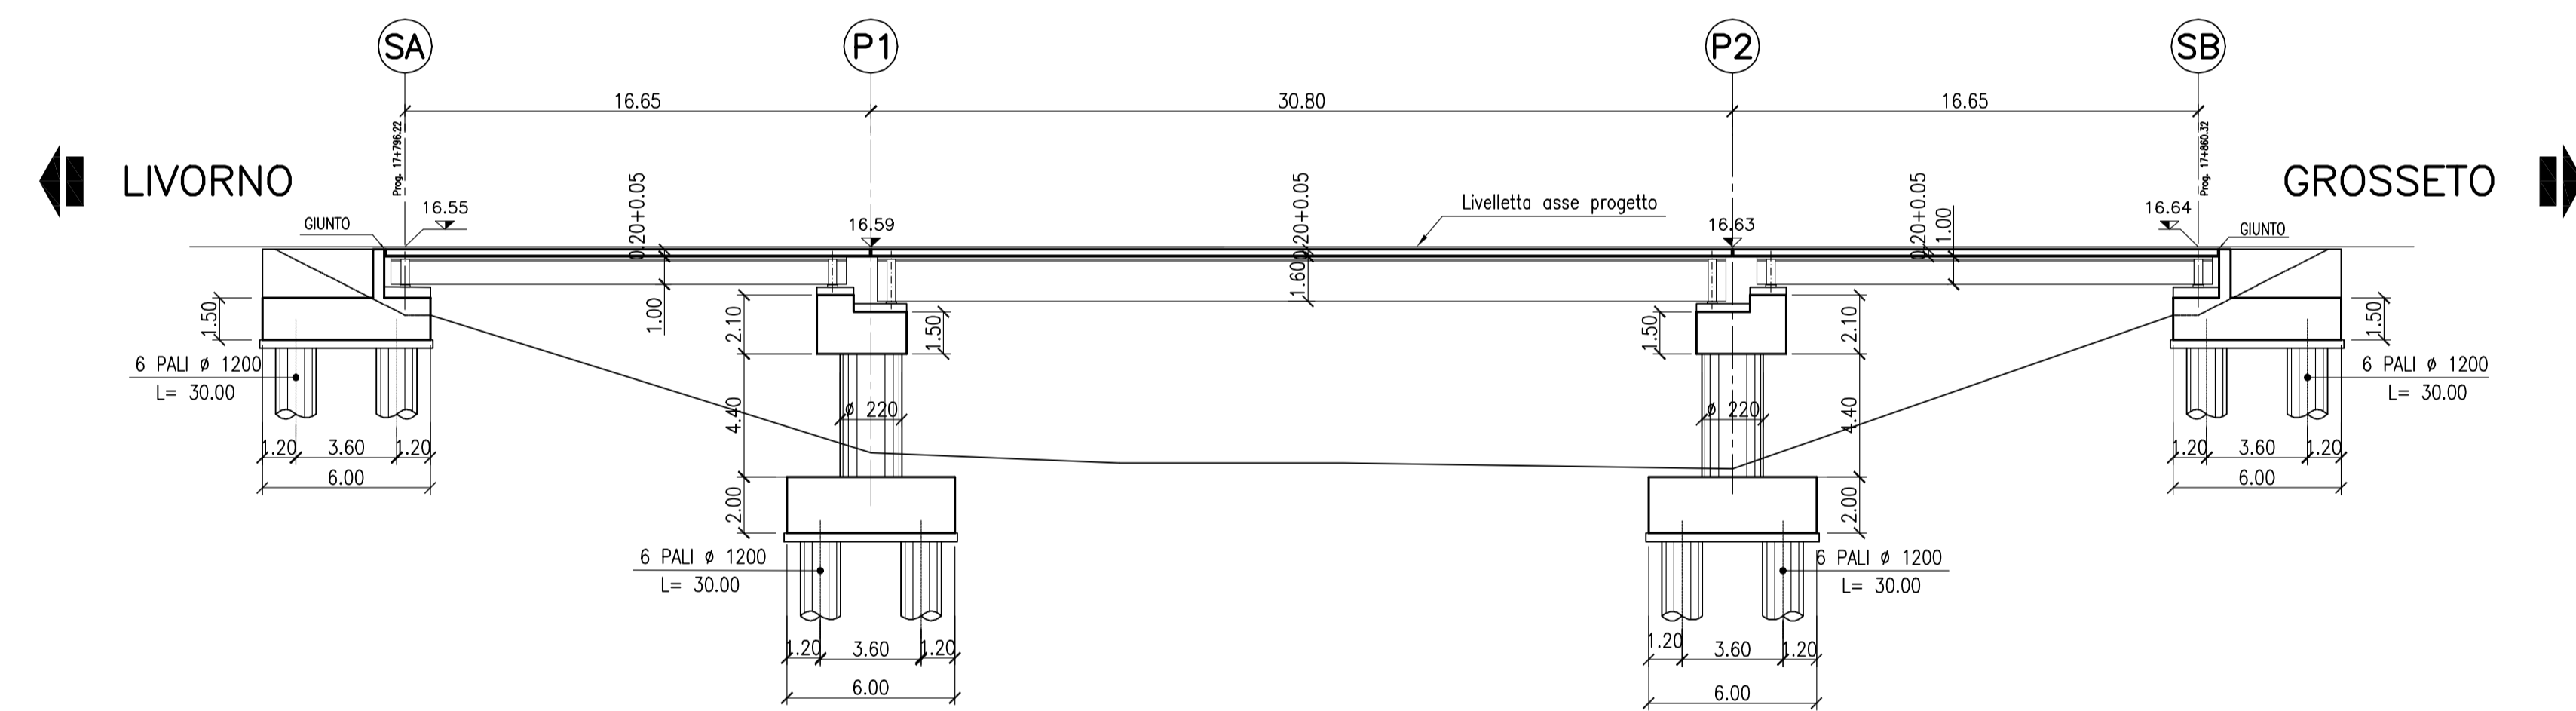 SA
P1
P2
SB
16.65
30.80
16.65
Prog. 17+796.22
Prog. 17+860.32
LIVORNO
GROSSETO
GIUNTO
16.55
0.20+0.05
16.59
0.20+0.05
Livelletta asse progetto
16.63
0.20+0.05
1.00
16.64
GIUNTO
1.50
1.00
2.10
1.50
1.60
1.50
2.10
1.50
6 PALI ø 1200
L= 30.00
6 PALI ø 1200
L= 30.00
4.40
ø 220
ø 220
4.40
1.20
3.60
1.20
6.00
1.20
3.60
1.20
6.00
2.00
2.00
6 PALI ø 1200
L= 30.00
6 PALI ø 1200
L= 30.00
1.20
3.60
1.20
6.00
1.20
3.60
1.20
6.00